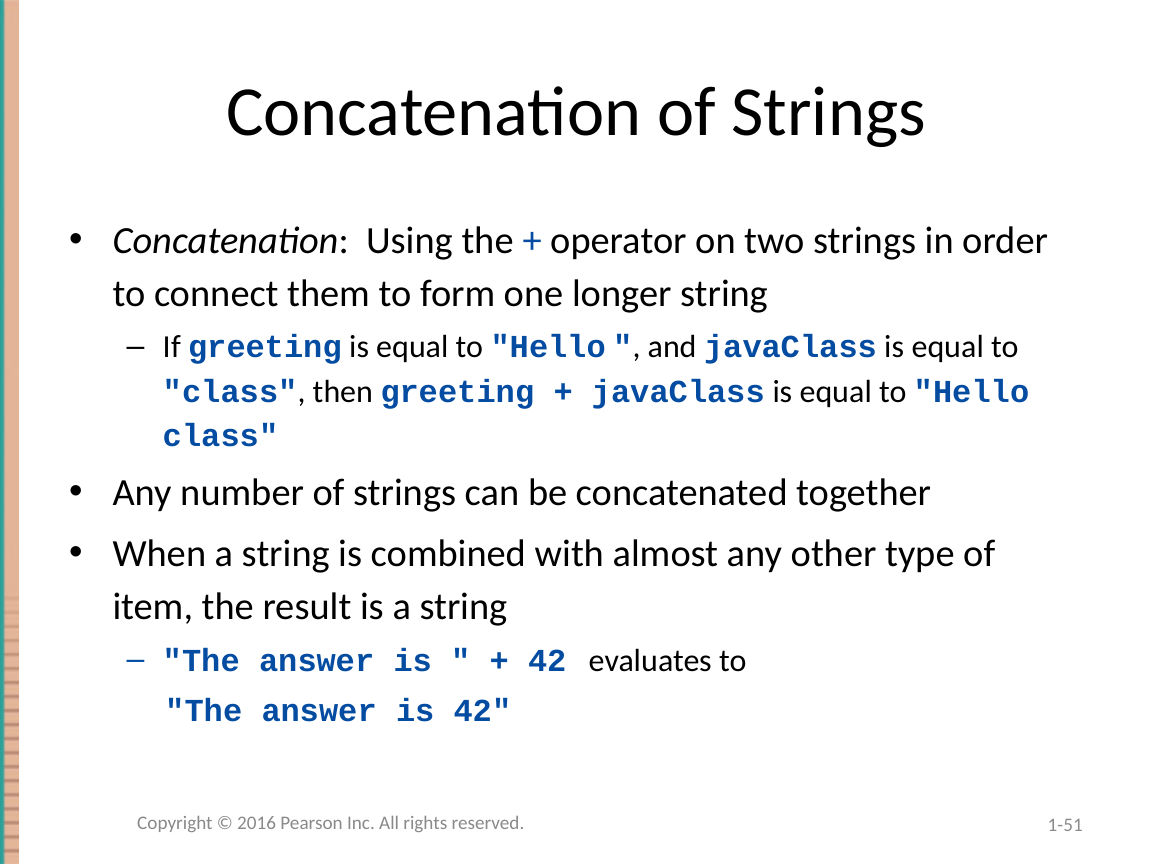 Concatenation of Strings
• Concatenation:  Using the + operator on two strings in order
to connect them to form one longer string
– If greeting is equal to "Hello ", and javaClass is equal to
"class", then greeting + javaClass is equal to "Hello
class"
• Any number of strings can be concatenated together
• When a string is combined with almost any other type of
item, the result is a string
– "The answer is " + 42  evaluates to
"The answer is 42"
Copyright © 2016 Pearson Inc. All rights reserved.
1-51